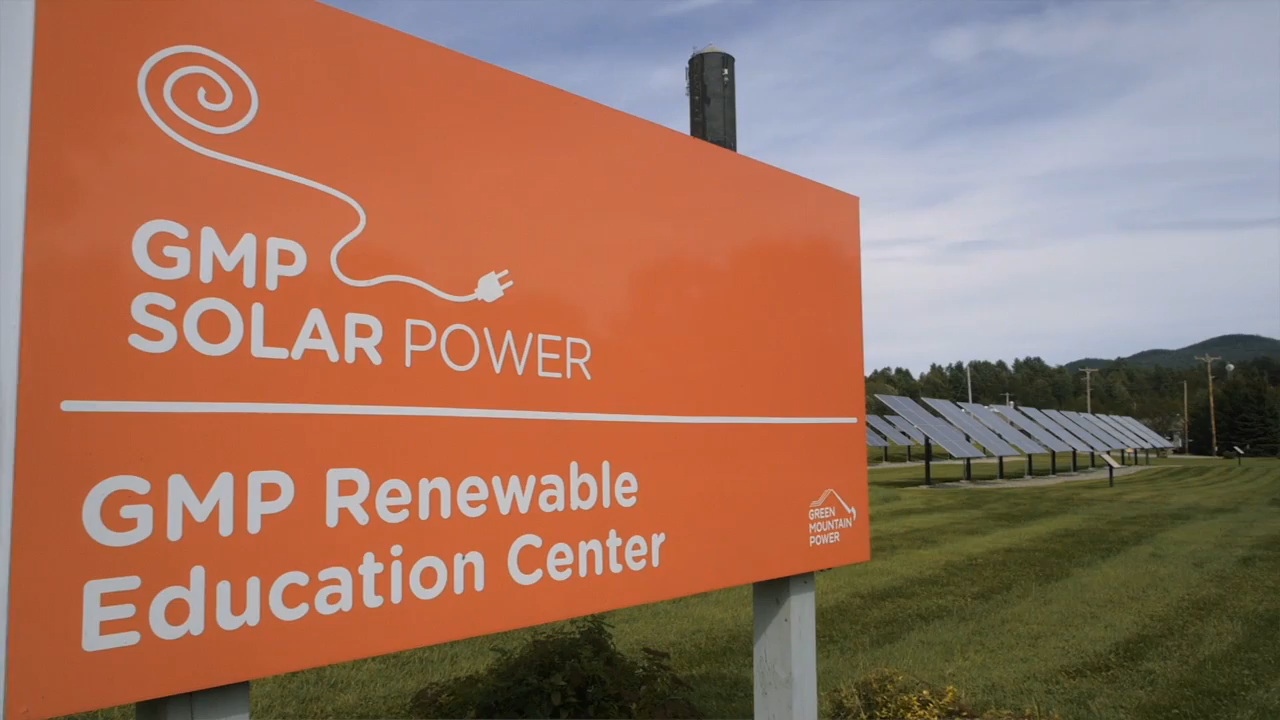 GMP
SOLAR POWER
GMP Renewable
Education Center
GREEN
MOUNTAIN
POWER